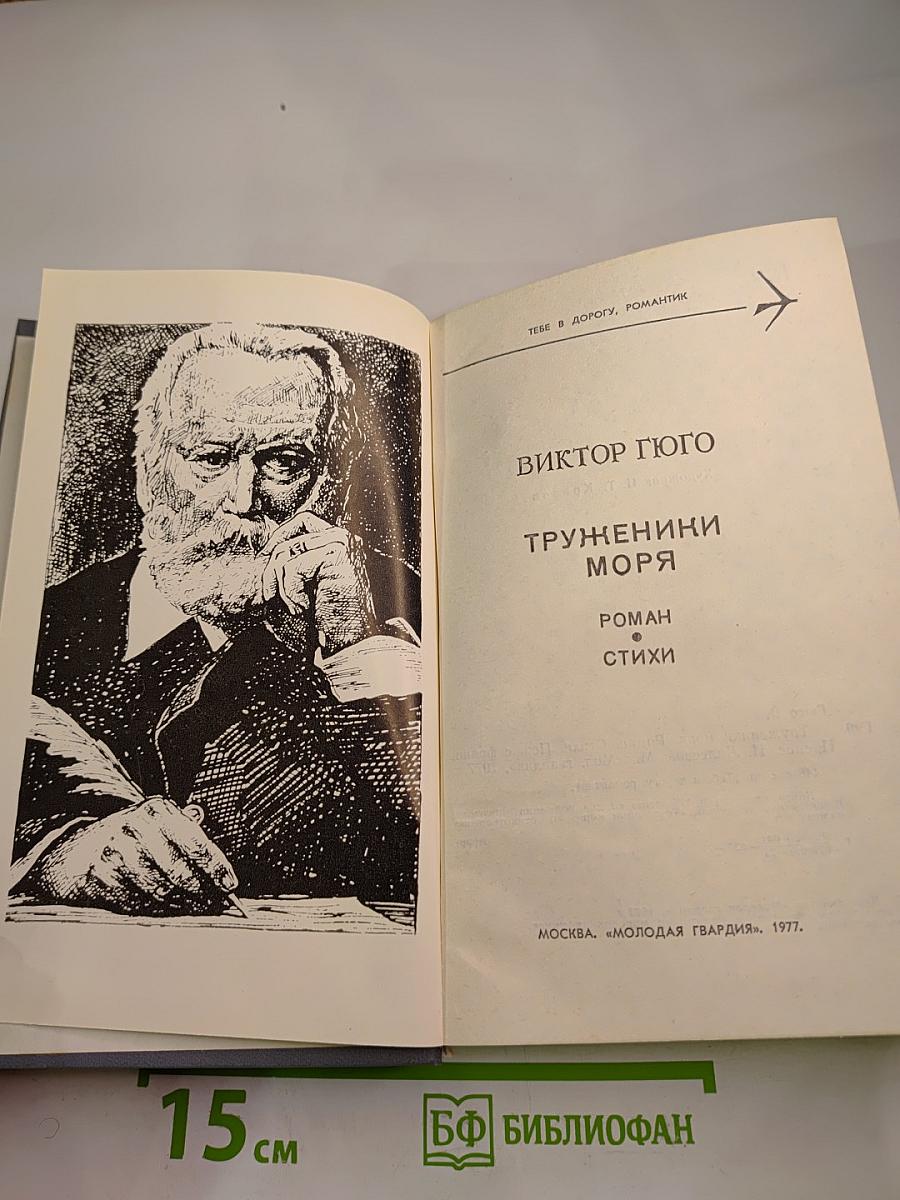 ТЕБЕ В ДОРОГУ, РОМАНТИК
ВИКТОР ГЮГО
ТРУЖЕНИКИ
МОРЯ
РОМАН
СТИХИ
МОСКВА. «МОЛОДАЯ ГВАРДИЯ». 1977.
15 СМ
БФ БИБЛИОФАН